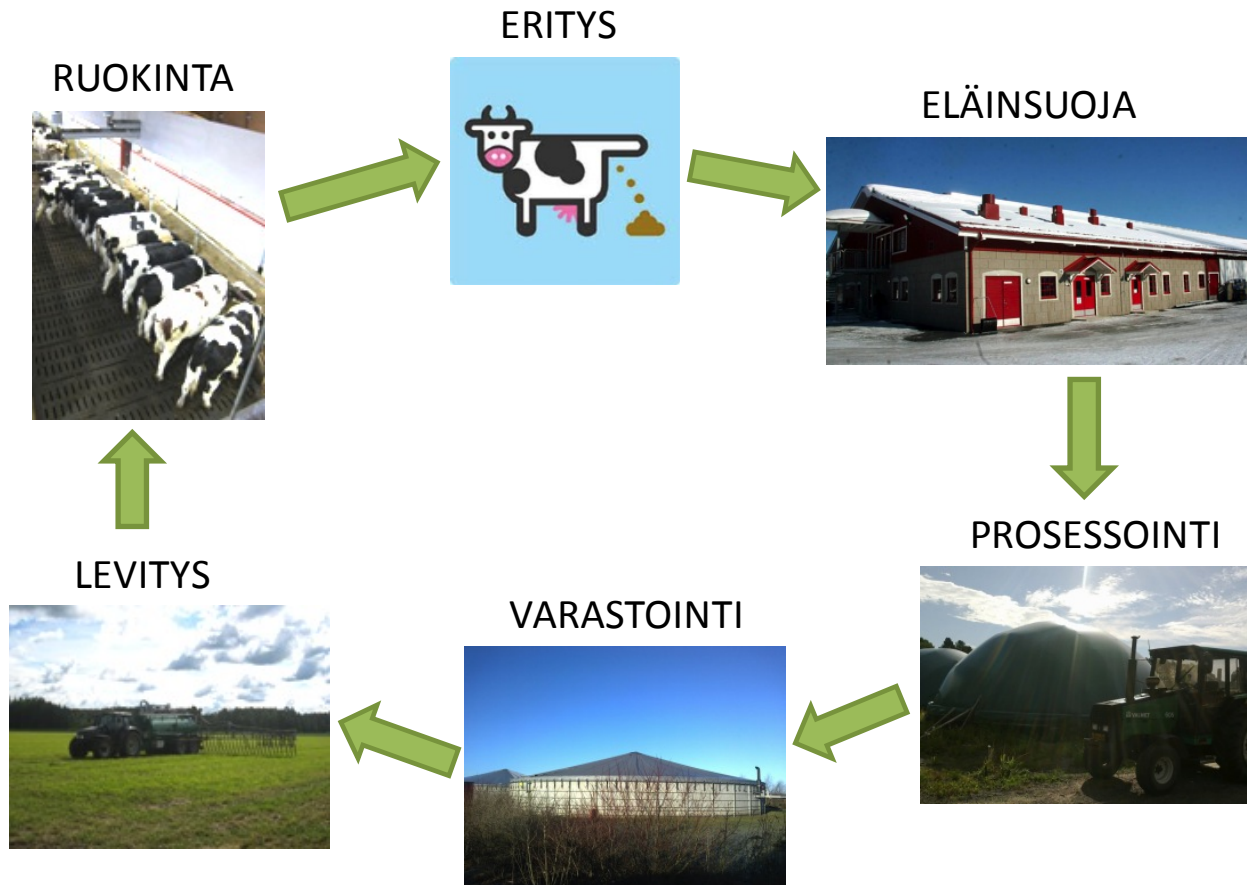 ERITYS
RUOKINTA
ELÄINSUOJA
PROSESSOINTI
LEVITYS
VARASTOINTI